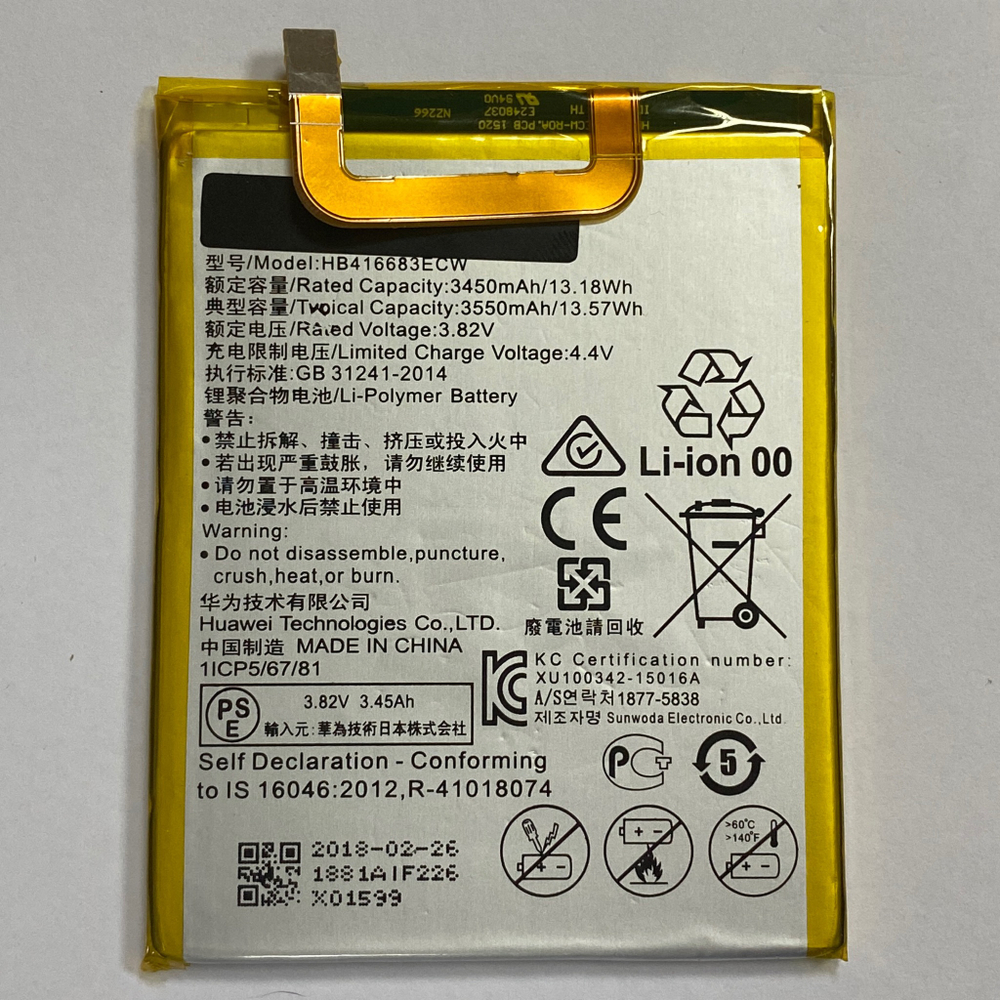 NZ266 E248037 TH 94V0
CW-ROA.PCB 1520
型号/Model:HB416683ECW
额定容量/Rated Capacity:3450mAh/13.18Wh
典型容量/Typical Capacity:3550mAh/13.57Wh
额定电压/Rated Voltage:3.82V
充电限制电压/Limited Charge Voltage:4.4V
执行标准:GB 31241-2014
锂聚合物电池/Li-Polymer Battery
警告:
•禁止拆解、撞击、挤压或投入火中
•若出现严重鼓胀，请勿继续使用
•请勿置于高温环境中
•电池浸水后禁止使用
Warning:
•Do not disassemble,puncture,
crush,heat,or burn.
华为技术有限公司
Huawei Technologies Co.,LTD.
中国制造 MADE IN CHINA
1ICP5/67/81
Li-ion 00
CE
廢電池請回收
KC Certification number:
XU100342-15016A
A/S연락처1877-5838
제조자명 Sunwoda Electronic Co.,Ltd
PSE
3.82V 3.45Ah
輸入元:華為技術日本株式会社
Self Declaration - Conforming
to IS 16046:2012,R-41018074
5
>60°C
>140°F
2018-02-26
1881AIF226
X01599